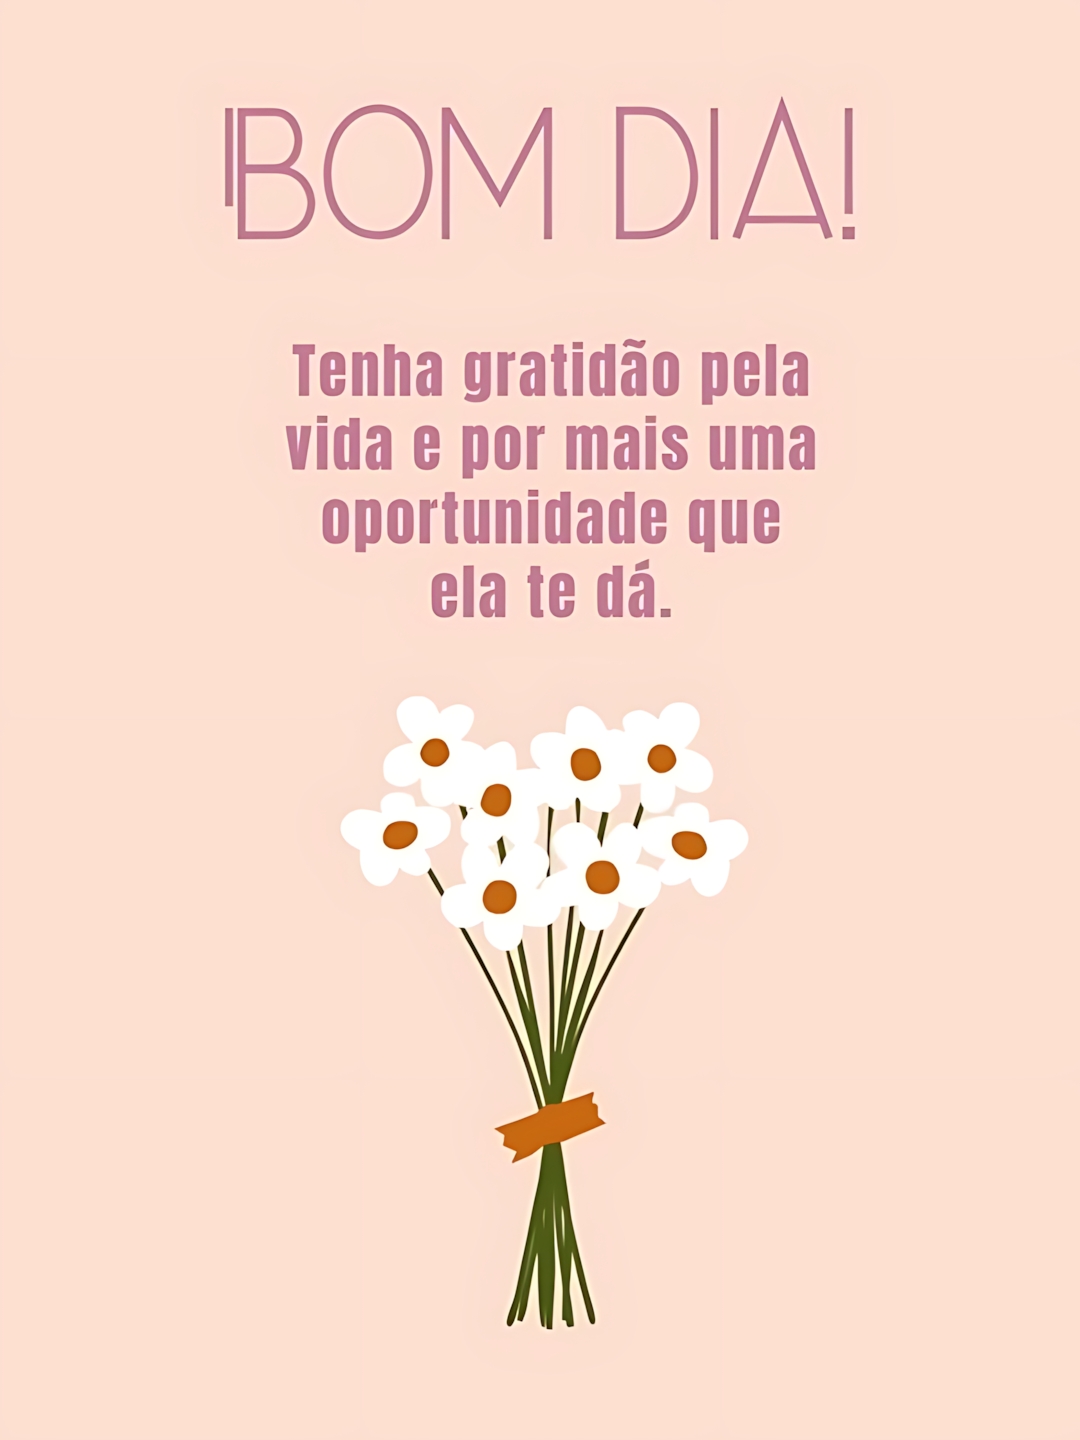 BOM DIA!
Tenha gratidão pela
vida e por mais uma
oportunidade que
ela te dá.